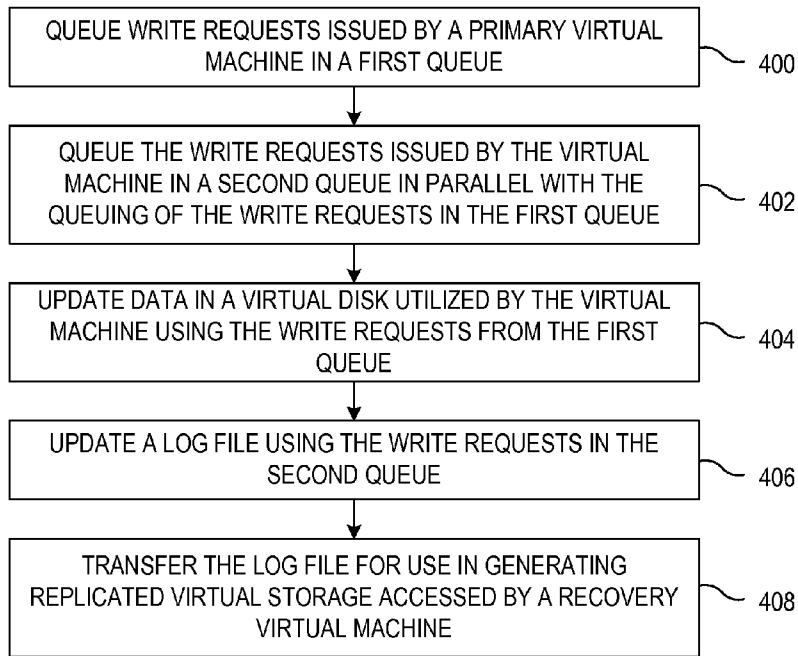 QUEUE WRITE REQUESTS ISSUED BY A PRIMARY VIRTUAL
MACHINE IN A FIRST QUEUE
400
QUEUE THE WRITE REQUESTS ISSUED BY THE VIRTUAL
MACHINE IN A SECOND QUEUE IN PARALLEL WITH THE
QUEUING OF THE WRITE REQUESTS IN THE FIRST QUEUE
402
UPDATE DATA IN A VIRTUAL DISK UTILIZED BY THE VIRTUAL
MACHINE USING THE WRITE REQUESTS FROM THE FIRST
QUEUE
404
UPDATE A LOG FILE USING THE WRITE REQUESTS IN THE
SECOND QUEUE
406
TRANSFER THE LOG FILE FOR USE IN GENERATING
REPLICATED VIRTUAL STORAGE ACCESSED BY A RECOVERY
VIRTUAL MACHINE
408